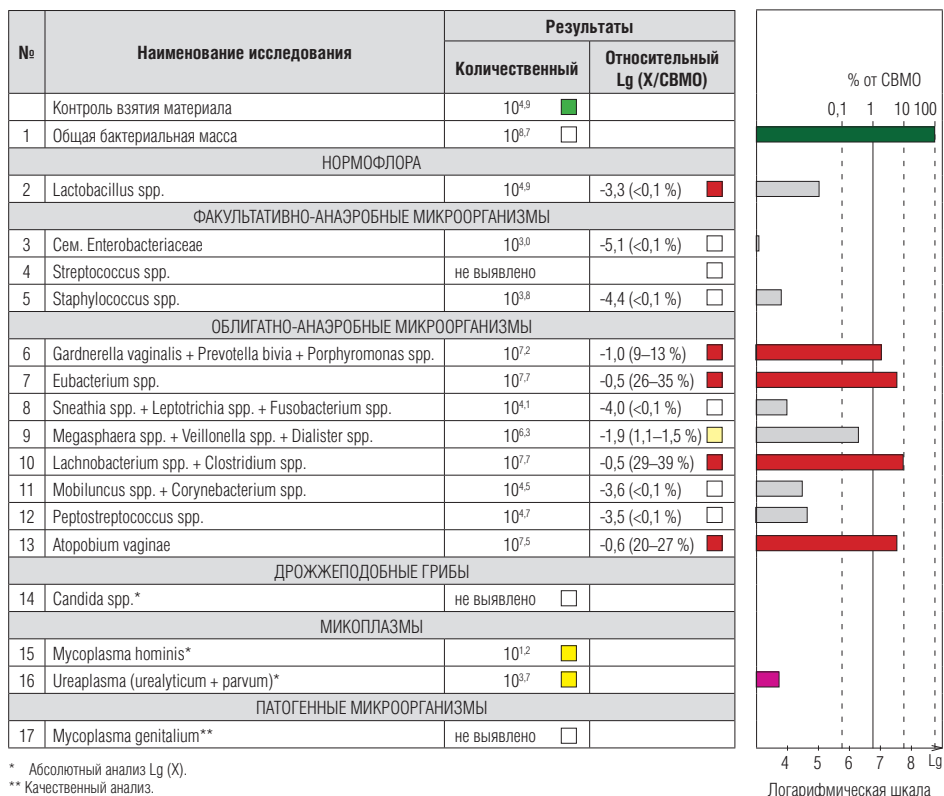 № Наименование исследования Результаты
Количественный Относительный Lg (X/СВМО)
Контроль взятия материала 10^4,9
1 Общая бактериальная масса 10^8,7
НОРМОФЛОРА
2 Lactobacillus spp. 10^4,9 -3,3 (<0,1 %)
ФАКУЛЬТАТИВНО-АНАЭРОБНЫЕ МИКРООРГАНИЗМЫ
3 Сем. Enterobacteriaceae 10^3,0 -5,1 (<0,1 %)
4 Streptococcus spp. не выявлено
5 Staphylococcus spp. 10^3,8 -4,4 (<0,1 %)
ОБЛИГАТНО-АНАЭРОБНЫЕ МИКРООРГАНИЗМЫ
6 Gardnerella vaginalis + Prevotella bivia + Porphyromonas spp. 10^7,2 -1,0 (9–13 %)
7 Eubacterium spp. 10^7,7 -0,5 (26–35 %)
8 Sneathia spp. + Leptotrichia spp. + Fusobacterium spp. 10^4,1 -4,0 (<0,1 %)
9 Megasphaera spp. + Veillonella spp. + Dialister spp. 10^6,3 -1,9 (1,1–1,5 %)
10 Lachnobacterium spp. + Clostridium spp. 10^7,7 -0,5 (29–39 %)
11 Mobiluncus spp. + Corynebacterium spp. 10^4,5 -3,6 (<0,1 %)
12 Peptostreptococcus spp. 10^4,7 -3,5 (<0,1 %)
13 Atopobium vaginae 10^7,5 -0,6 (20–27 %)
ДРОЖЖЕПОДОБНЫЕ ГРИБЫ
14 Candida spp.* не выявлено
МИКОПЛАЗМЫ
15 Mycoplasma hominis* 10^1,2
16 Ureaplasma (urealyticum + parvum)* 10^3,7
ПАТОГЕННЫЕ МИКРООРГАНИЗМЫ
17 Mycoplasma genitalium** не выявлено
* Абсолютный анализ Lg (X).
** Качественный анализ.
% от СВМО
0,1 1 10 100
4 5 6 7 8 Lg
Логарифмическая шкала